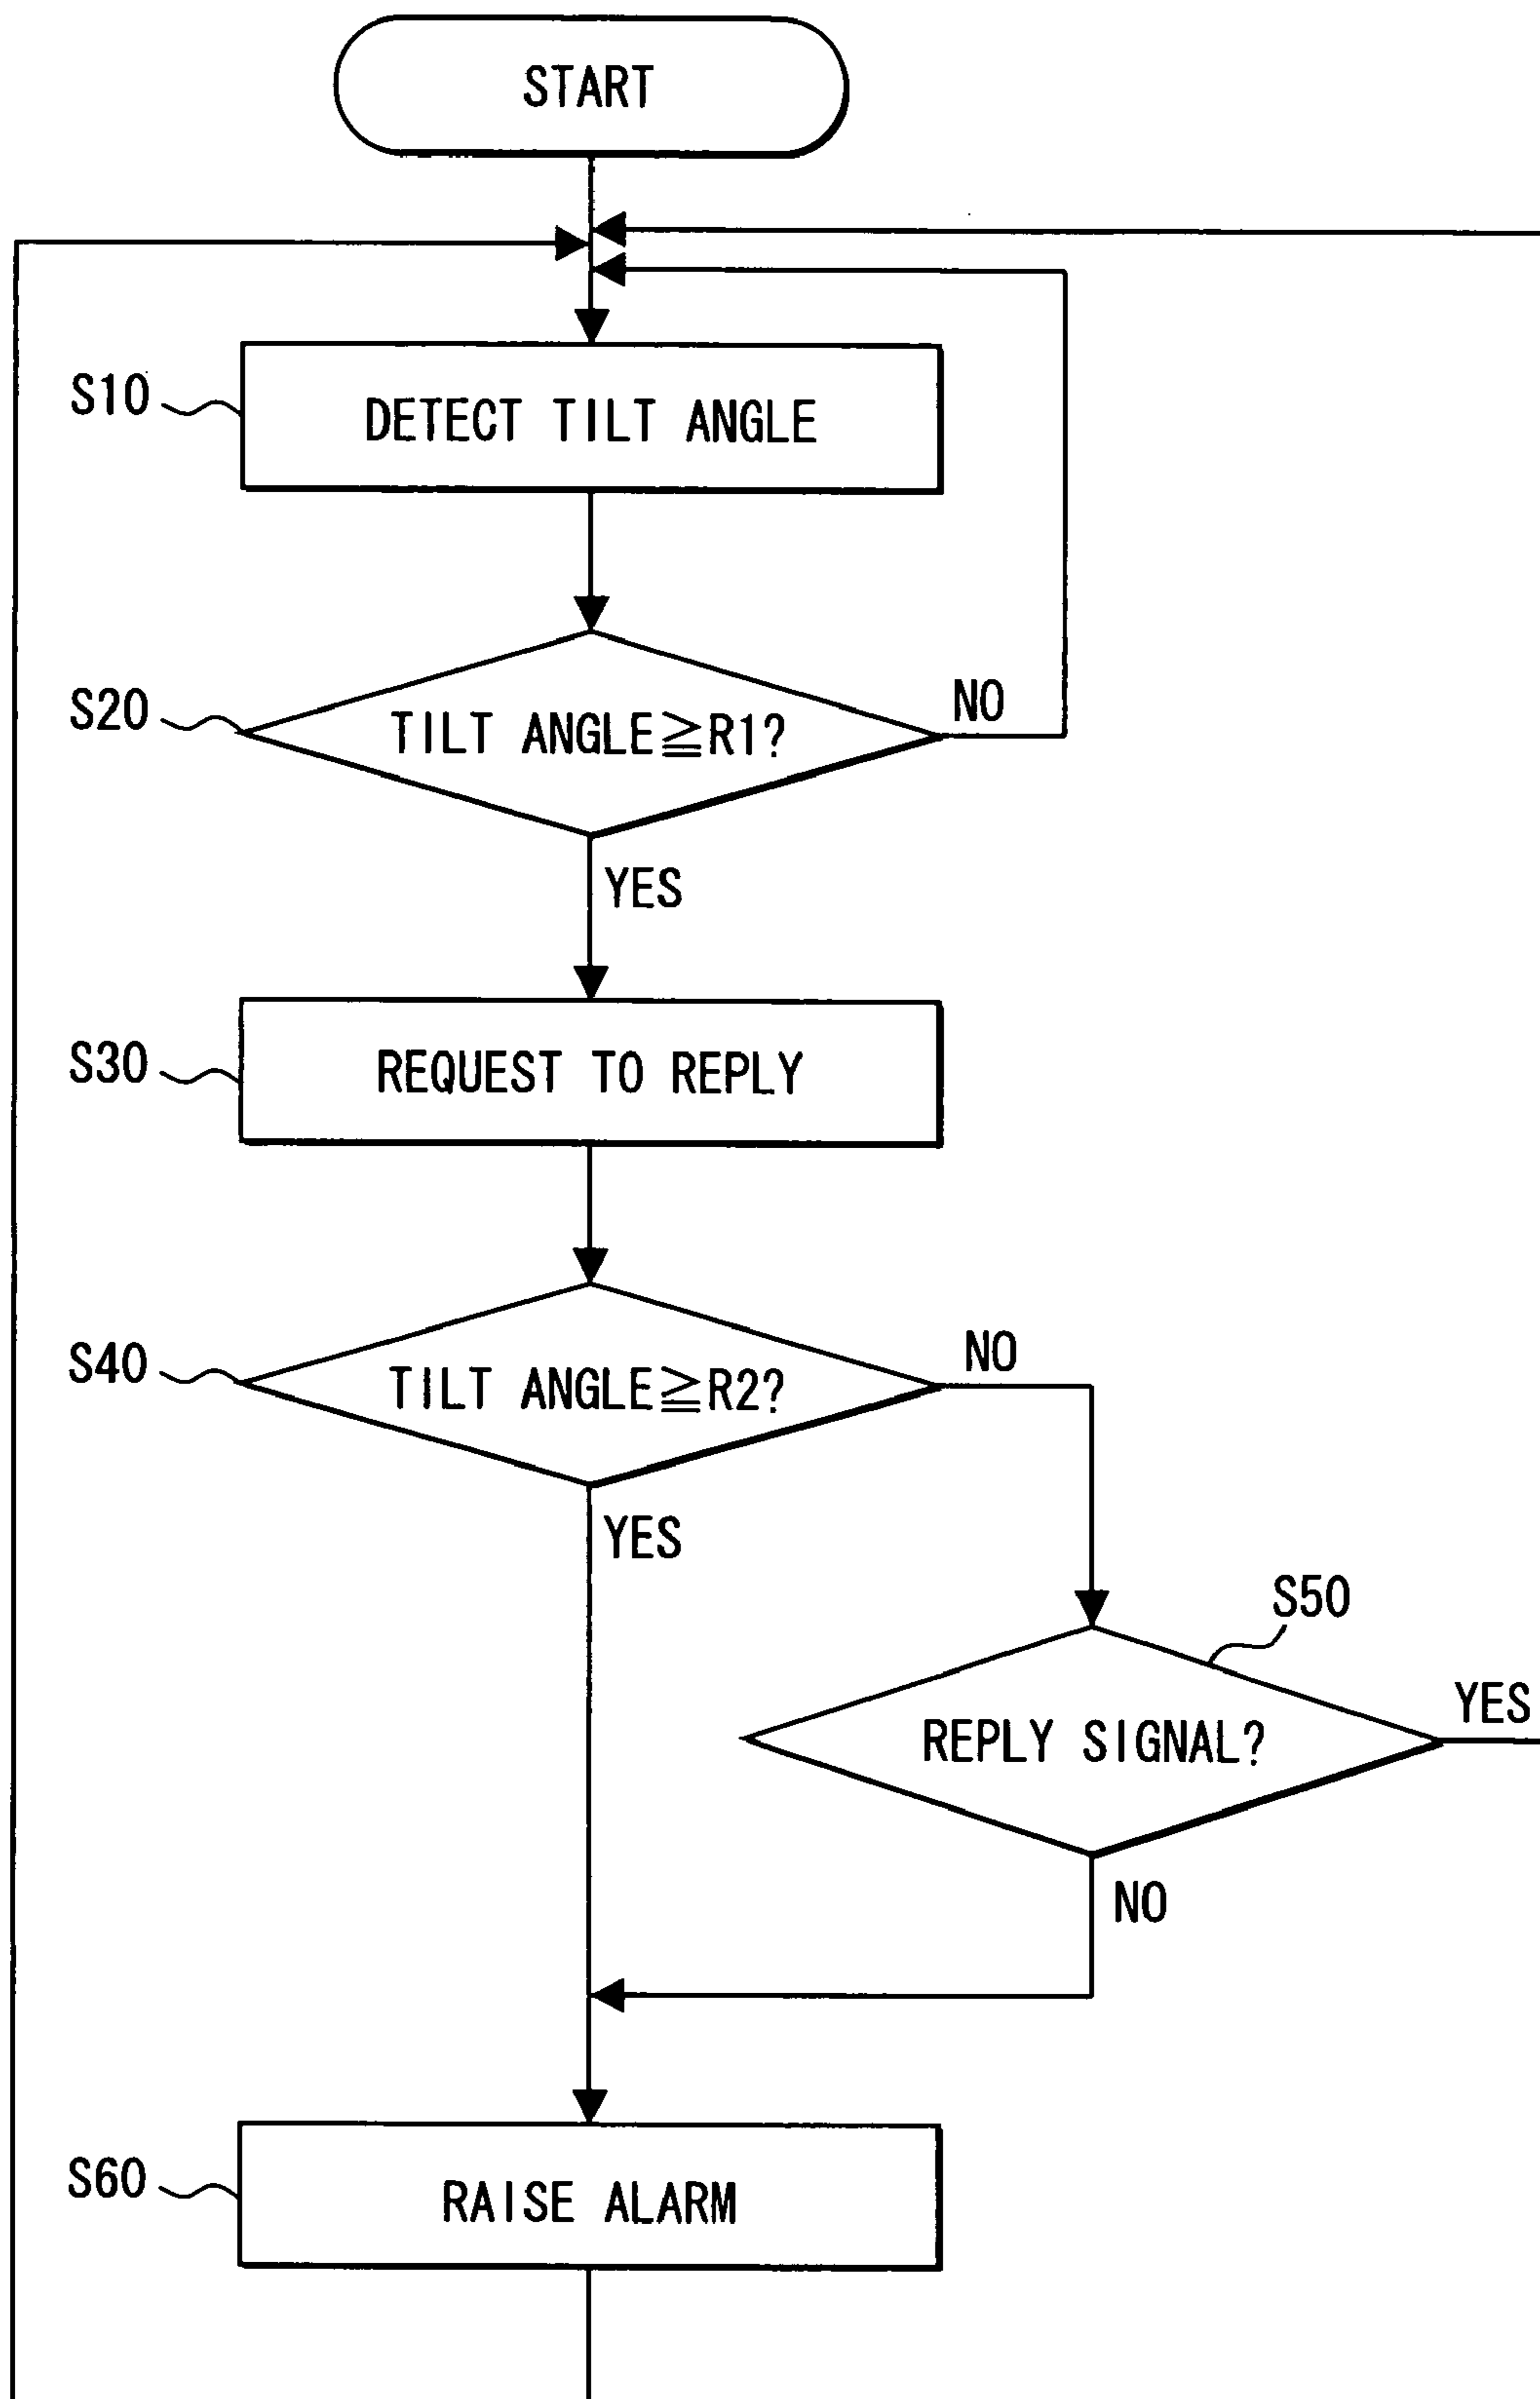 START
S10
DETECT TILT ANGLE
S20
TILT ANGLE≧R1?
NO
YES
S30
REQUEST TO REPLY
S40
TILT ANGLE≧R2?
NO
YES
S50
REPLY SIGNAL?
YES
NO
S60
RAISE ALARM